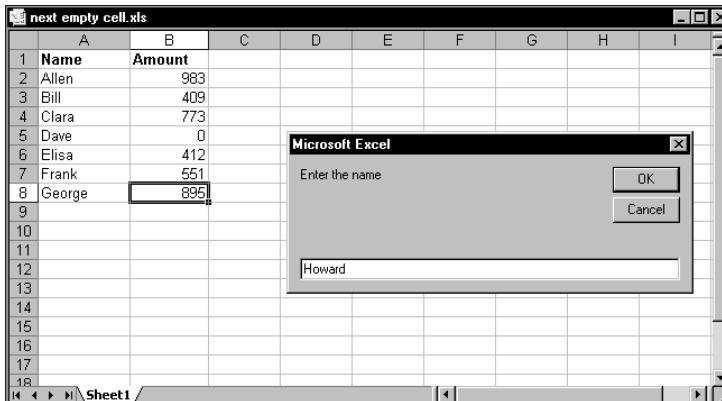 next empty cell.xls
A B C D E F G H I
1 Name Amount
2 Allen 983
3 Bill 409
4 Clara 773
5 Dave 0
6 Elisa 412
7 Frank 551
8 George 895
9
10
11
12
13
14
15
16
17
18
Sheet1
Microsoft Excel
Enter the name
OK
Cancel
Howard